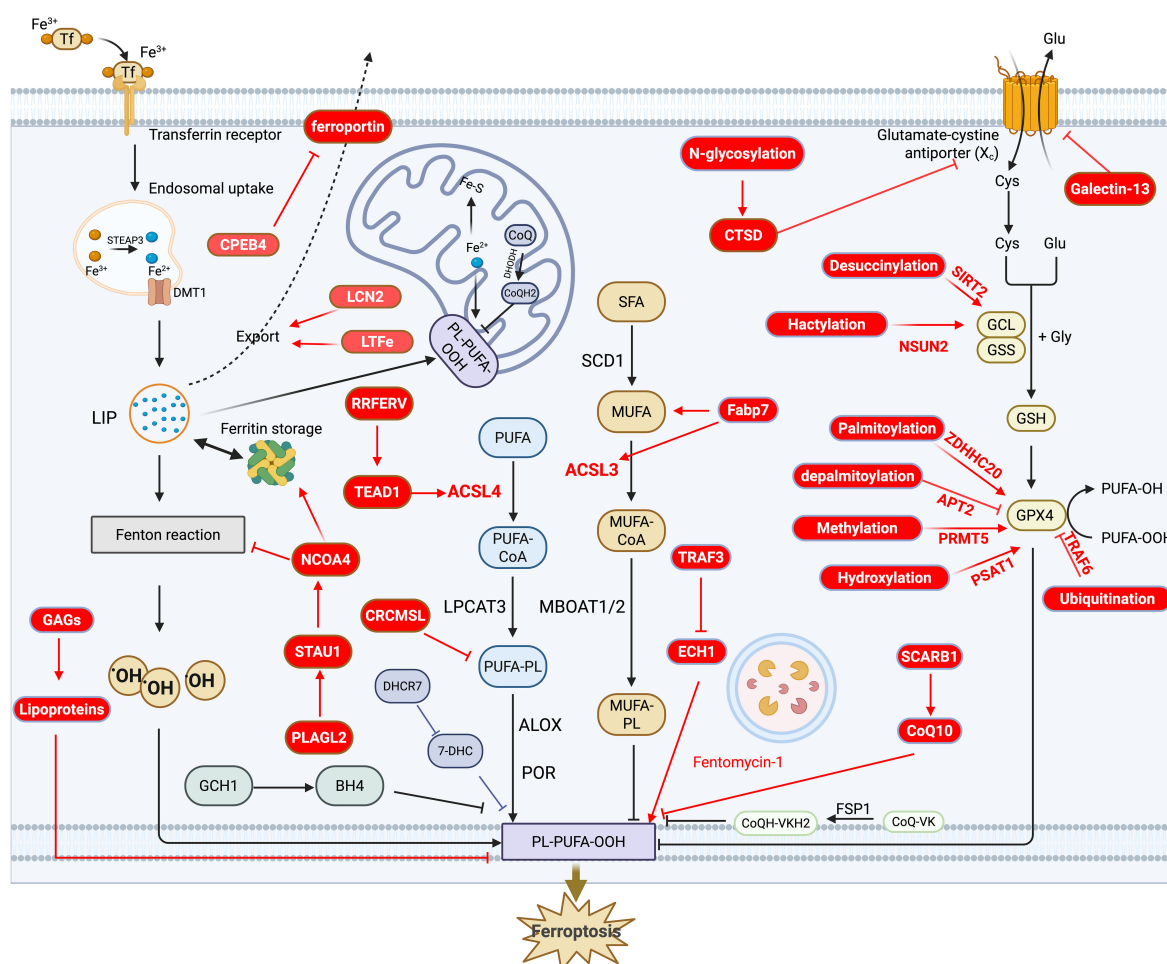 Fe³⁺
Tf
Fe³⁺
Tf
Transferrin receptor
Endosomal uptake
STEAP3
Fe³⁺
Fe²⁺
DMT1
ferroportin
CPEB4
LCN2
Export
LTFe
LIP
Ferritin storage
Fenton reaction
NCOA4
GAGs
STAU1
Lipoproteins
PLAGL2
·OH
·OH
·OH
GCH1
BH4
Fe-S
Fe²⁺
CoQ
DHODH
CoQH2
PL-PUFA-
OOH
RRFERV
TEAD1
ACSL4
PUFA
PUFA-
CoA
LPCAT3
CRCMSL
PUFA-PL
DHCR7
7-DHC
ALOX
POR
SFA
SCD1
MUFA
Fabp7
ACSL3
MUFA-
CoA
MBOAT1/2
MUFA-
PL
TRAF3
ECH1
Fentomycin-1
N-glycosylation
CTSD
Glu
Glutamate-cystine
antiporter (Xc)
Galectin-13
Cys
Cys
Glu
Desuccinylation
SIRT2
Hactylation
NSUN2
GCL
GSS
+ Gly
GSH
Palmitoylation
ZDHHC20
depalmitoylation
APT2
Methylation
PRMT5
Hydroxylation
PSAT1
GPX4
PUFA-OH
PUFA-OOH
TRAF6
Ubiquitination
SCARB1
CoQ10
FSP1
CoQH-VKH2
CoQ-VK
PL-PUFA-OOH
Ferroptosis